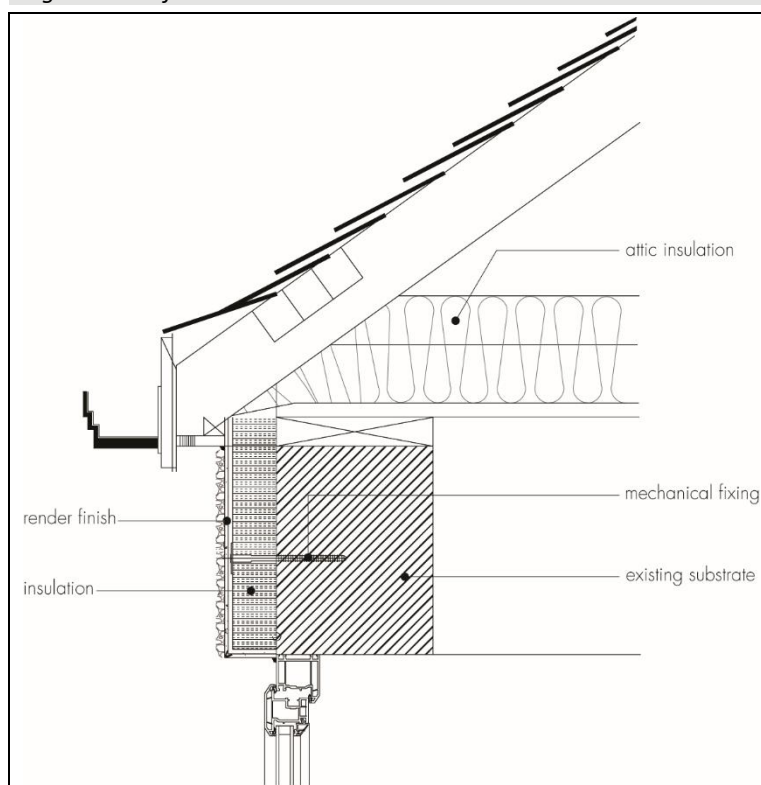 attic insulation
mechanical fixing
render finish
existing substrate
insulation